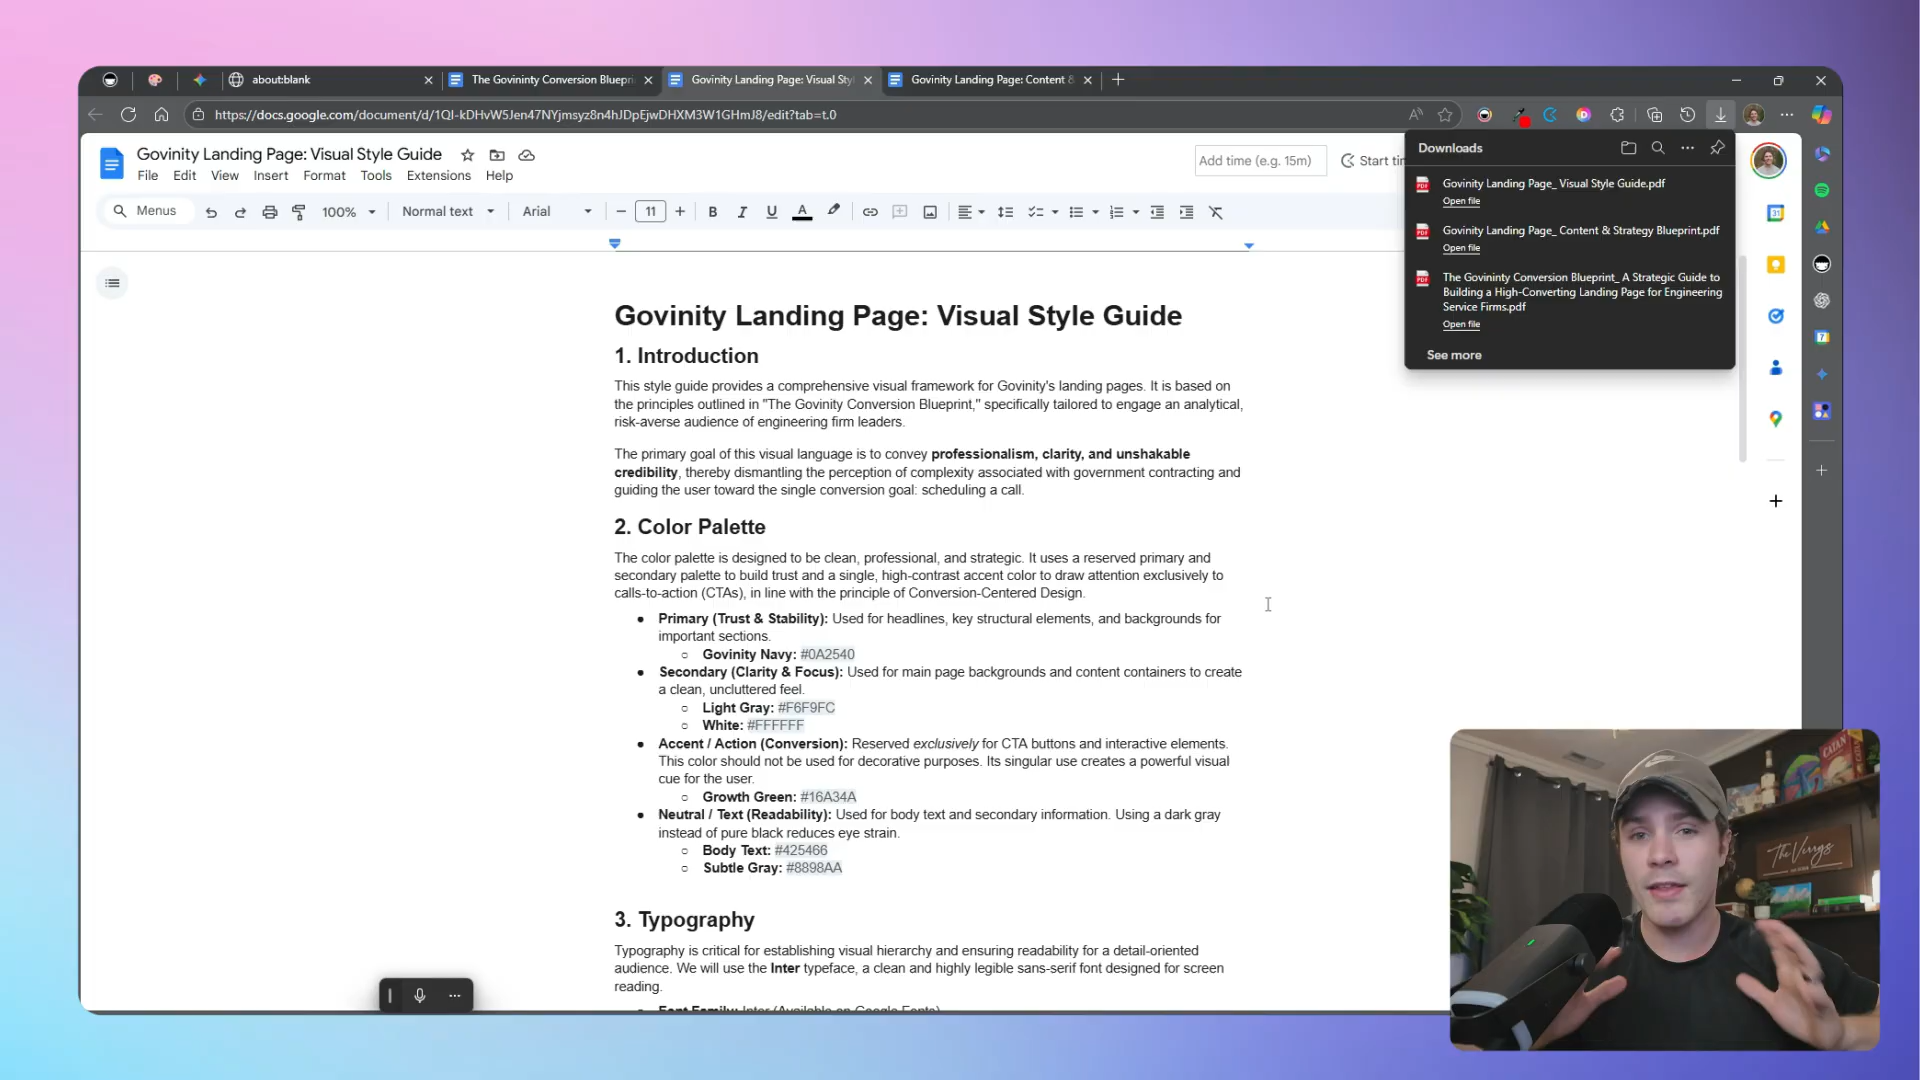 about:blank
The Govininty Conversion Bluepri
Govinity Landing Page: Visual Sty
Govinity Landing Page: Content &
https://docs.google.com/document/d/1QI-kDHvW5Jen47NYjmsyz8n4hJDpEjwDHXM3W1GHmJ8/edit?tab=t.0
Govinity Landing Page: Visual Style Guide
File Edit View Insert Format Tools Extensions Help
Add time (e.g. 15m)
Start tim
Menus
100%
Normal text
Arial
11
Downloads
Govinity Landing Page_ Visual Style Guide.pdf
Open file
Govinity Landing Page_ Content & Strategy Blueprint.pdf
Open file
The Govininty Conversion Blueprint_ A Strategic Guide to
Building a High-Converting Landing Page for Engineering
Service Firms.pdf
Open file
See more
Govinity Landing Page: Visual Style Guide
1. Introduction
This style guide provides a comprehensive visual framework for Govinity's landing pages. It is based on
the principles outlined in "The Govinity Conversion Blueprint," specifically tailored to engage an analytical,
risk-averse audience of engineering firm leaders.
The primary goal of this visual language is to convey professionalism, clarity, and unshakable
credibility, thereby dismantling the perception of complexity associated with government contracting and
guiding the user toward the single conversion goal: scheduling a call.
2. Color Palette
The color palette is designed to be clean, professional, and strategic. It uses a reserved primary and
secondary palette to build trust and a single, high-contrast accent color to draw attention exclusively to
calls-to-action (CTAs), in line with the principle of Conversion-Centered Design.
● Primary (Trust & Stability): Used for headlines, key structural elements, and backgrounds for
important sections.
○ Govinity Navy: #0A2540
● Secondary (Clarity & Focus): Used for main page backgrounds and content containers to create
a clean, uncluttered feel.
○ Light Gray: #F6F9FC
○ White: #FFFFFF
● Accent / Action (Conversion): Reserved exclusively for CTA buttons and interactive elements.
This color should not be used for decorative purposes. Its singular use creates a powerful visual
cue for the user.
○ Growth Green: #16A34A
● Neutral / Text (Readability): Used for body text and secondary information. Using a dark gray
instead of pure black reduces eye strain.
○ Body Text: #425466
○ Subtle Gray: #8898AA
3. Typography
Typography is critical for establishing visual hierarchy and ensuring readability for a detail-oriented
audience. We will use the Inter typeface, a clean and highly legible sans-serif font designed for screen
reading.
Font Family: Inter (Available on Google Fonts)
CATAN
The Verrys